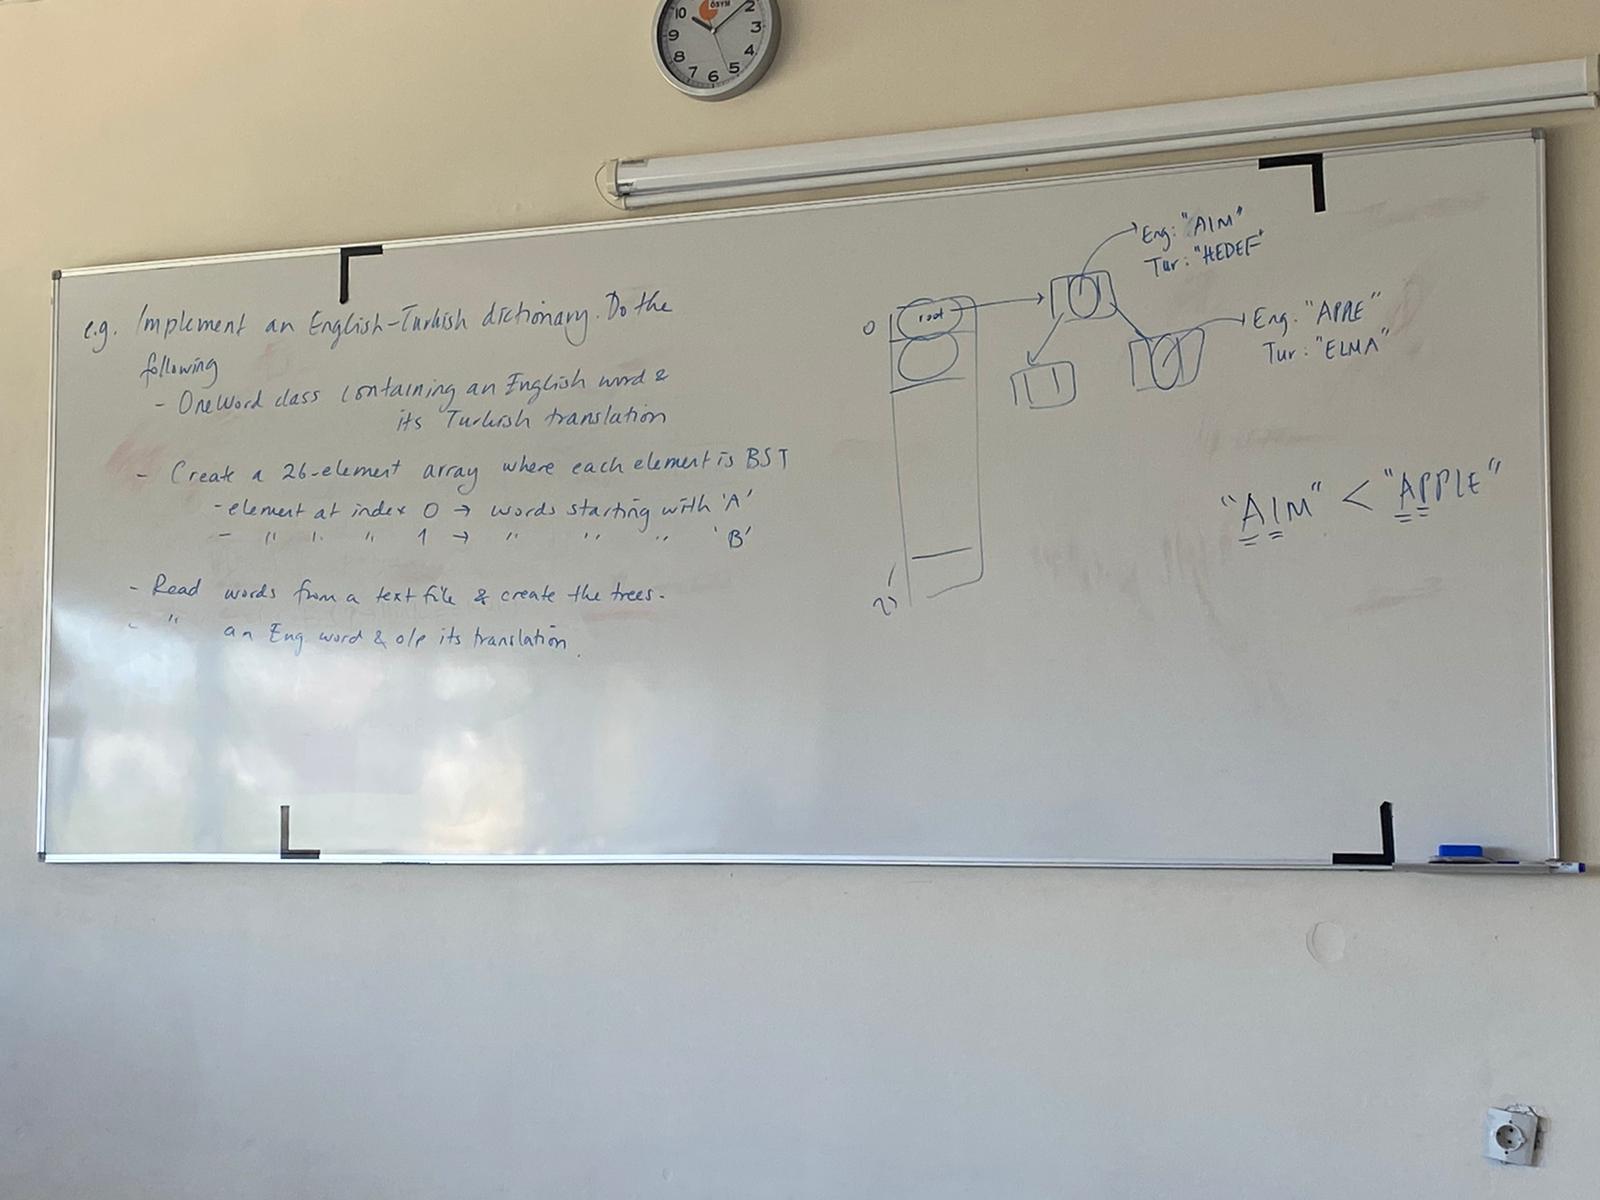 ÖSYM
10 2
9 3
8 4
7 6 5
e.g. Implement an English-Turkish dictionary. Do the
following
- OneWord class containing an English word &
its Turkish translation
- Create a 26-element array where each element is BST
- element at index 0 → words starting with 'A'
- " " " 1 → " " " 'B'
- Read words from a text file & create the trees.
- " an Eng word & o/p its translation.
0
root
25
Eng: "AIM"
Tur: "HEDEF"
Eng: "APPLE"
Tur: "ELMA"
"AIM" < "APPLE"